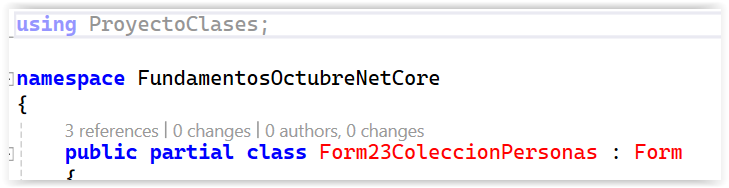 using ProyectoClases;
namespace FundamentosOctubreNetCore
{
3 references | 0 changes | 0 authors, 0 changes
public partial class Form23ColeccionPersonas : Form
{